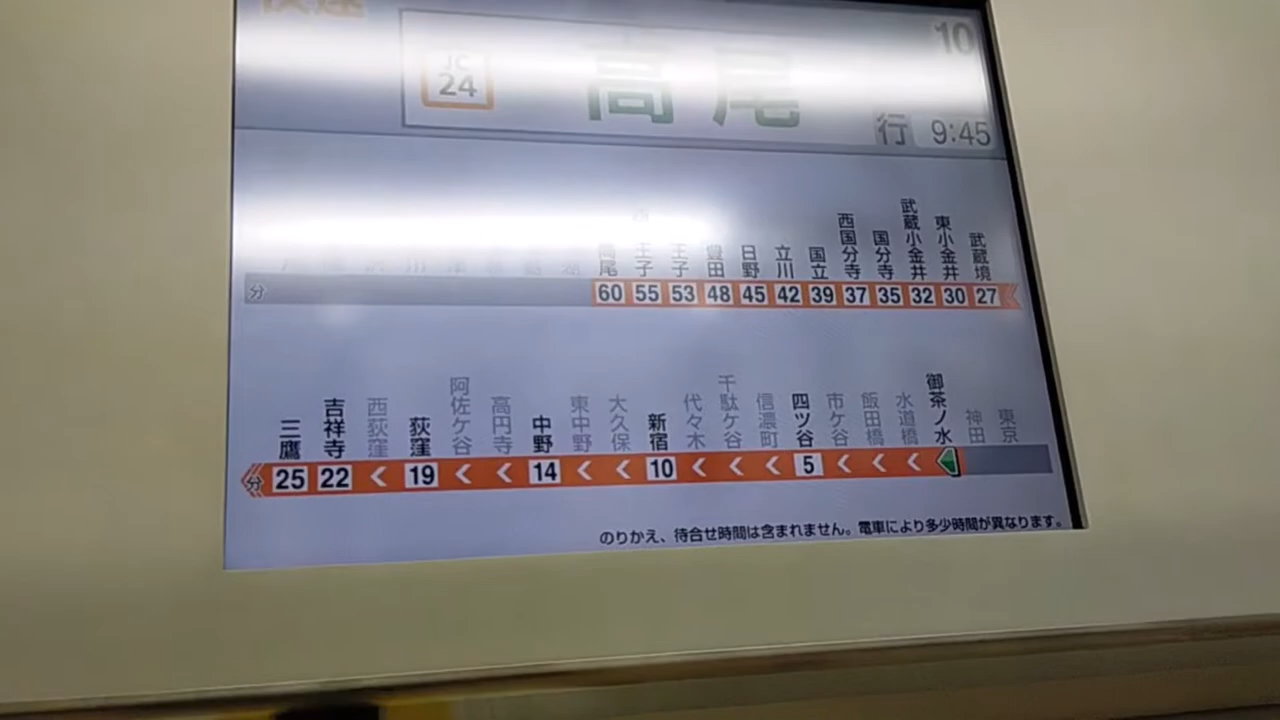 快速
JC
24
高尾
行
10
9:45
高尾
西八王子
八王子
豊田
日野
立川
国立
西国分寺
国分寺
武蔵小金井
東小金井
武蔵境
分
60 55 53 48 45 42 39 37 35 32 30 27
三鷹
吉祥寺
西荻窪
荻窪
阿佐ケ谷
高円寺
中野
東中野
大久保
新宿
代々木
千駄ケ谷
信濃町
四ツ谷
市ケ谷
飯田橋
水道橋
御茶ノ水
神田
東京
分
25 22 19 14 10 5
のりかえ、待合せ時間は含まれません。電車により多少時間が異なります。